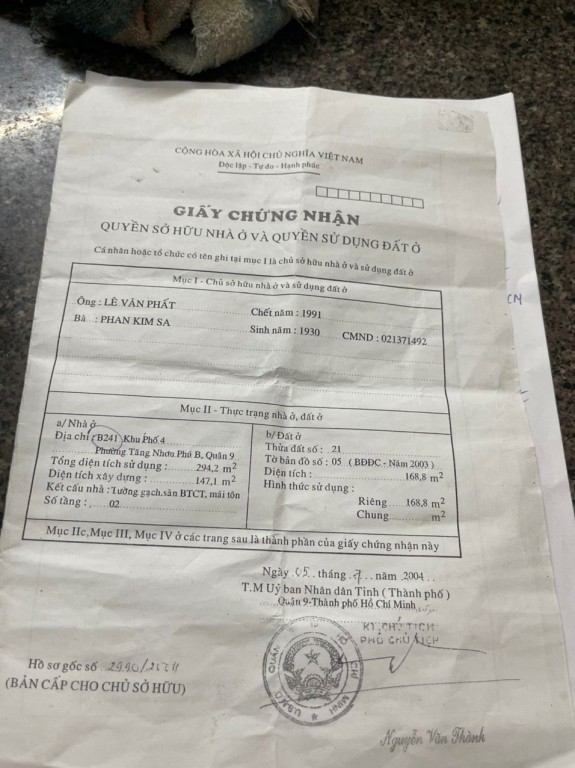 CỘNG HÒA XÃ HỘI CHỦ NGHĨA VIỆT NAM
Độc lập - Tự do - Hạnh phúc
GIẤY CHỨNG NHẬN
QUYỀN SỞ HỮU NHÀ Ở VÀ QUYỀN SỬ DỤNG ĐẤT Ở
Cá nhân hoặc tổ chức có tên ghi tại mục I là chủ sở hữu nhà ở và sử dụng đất ở
Mục I - Chủ sở hữu nhà ở và sử dụng đất ở
Ông : LÊ VĂN PHẤT Chết năm : 1991
Bà : PHAN KIM SA Sinh năm : 1930 CMND : 021371492
CN
Mục II - Thực trạng nhà ở, đất ở
a/ Nhà ở
Địa chỉ : B241 Khu Phố 4
Phường Tăng Nhơn Phú B, Quận 9
Tổng diện tích sử dụng : 294,2 m2
Diện tích xây dựng : 147,1 m2
Kết cấu nhà : Tường gạch, sàn BTCT, mái tôn
Số tầng : 02
b/ Đất ở
Thửa đất số : 21
Tờ bản đồ số : 05 ( BĐĐC - Năm 2003 )
Diện tích : 168,8 m2
Hình thức sử dụng :
Riêng 168,8 m2
Chung m2
Mục IIc, Mục III, Mục IV ở các trang sau là thành phần của giấy chứng nhận này
Ngày 05 tháng 7 năm 2004
T.M Uỷ ban Nhân dân Tỉnh ( Thành phố )
Quận 9 - Thành phố Hồ Chí Minh
KT.CHỦ TỊCH
PHÓ CHỦ TỊCH
Hồ sơ gốc số 2990/2004
(BẢN CẤP CHO CHỦ SỞ HỮU)
Nguyễn Văn Thành